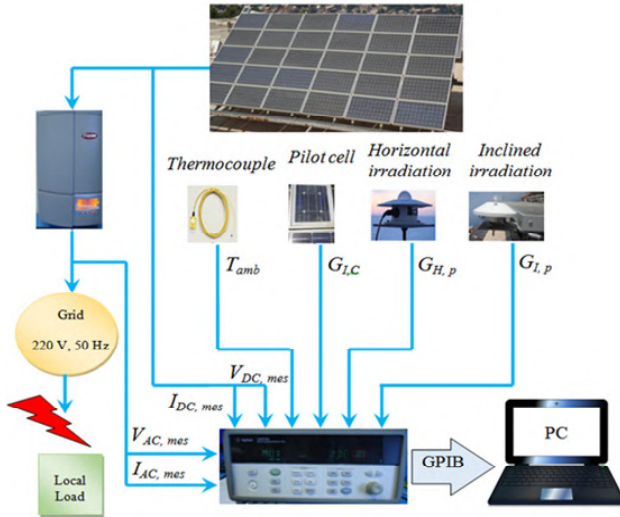 Thermocouple
Pilot cell
Horizontal
irradiation
Inclined
irradiation
T_amb
G_I,C
G_H, p
G_I, p
Grid
220 V, 50 Hz
V_DC, mes
I_DC, mes
V_AC, mes
I_AC, mes
GPIB
PC
Local
Load